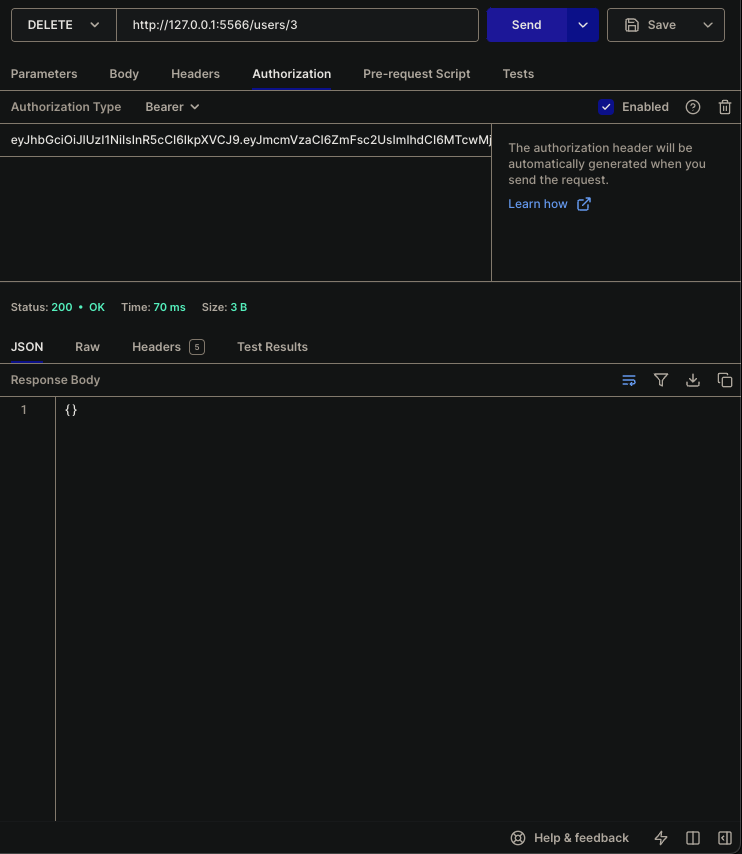 DELETE http://127.0.0.1:5566/users/3 Send Save
Parameters Body Headers Authorization Pre-request Script Tests
Authorization Type Bearer Enabled
eyJhbGciOiJIUzI1NiIsInR5cCI6IkpXVCJ9.eyJmcmVzaCI6ZmFsc2UsImlhdCI6MTcwMj
The authorization header will be
automatically generated when you
send the request.
Learn how
Status: 200 • OK Time: 70 ms Size: 3 B
JSON Raw Headers 5 Test Results
Response Body
1 {}
Help & feedback